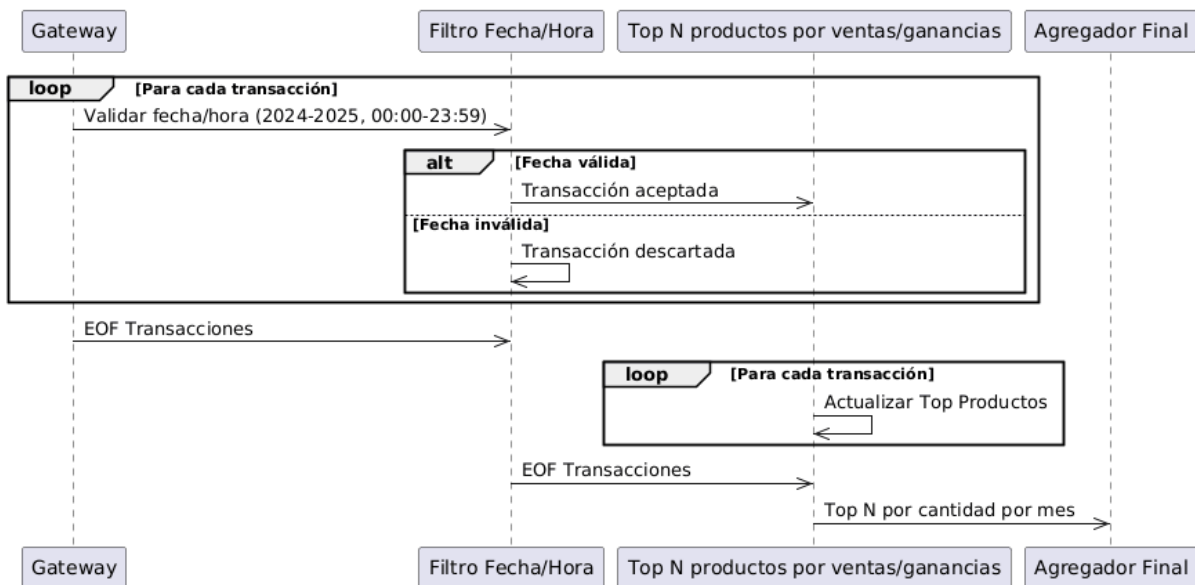 Gateway
Filtro Fecha/Hora
Top N productos por ventas/ganancias
Agregador Final
loop
[Para cada transacción]
Validar fecha/hora (2024-2025, 00:00-23:59)
alt
[Fecha válida]
Transacción aceptada
[Fecha inválida]
Transacción descartada
EOF Transacciones
loop
[Para cada transacción]
Actualizar Top Productos
EOF Transacciones
Top N por cantidad por mes
Gateway
Filtro Fecha/Hora
Top N productos por ventas/ganancias
Agregador Final